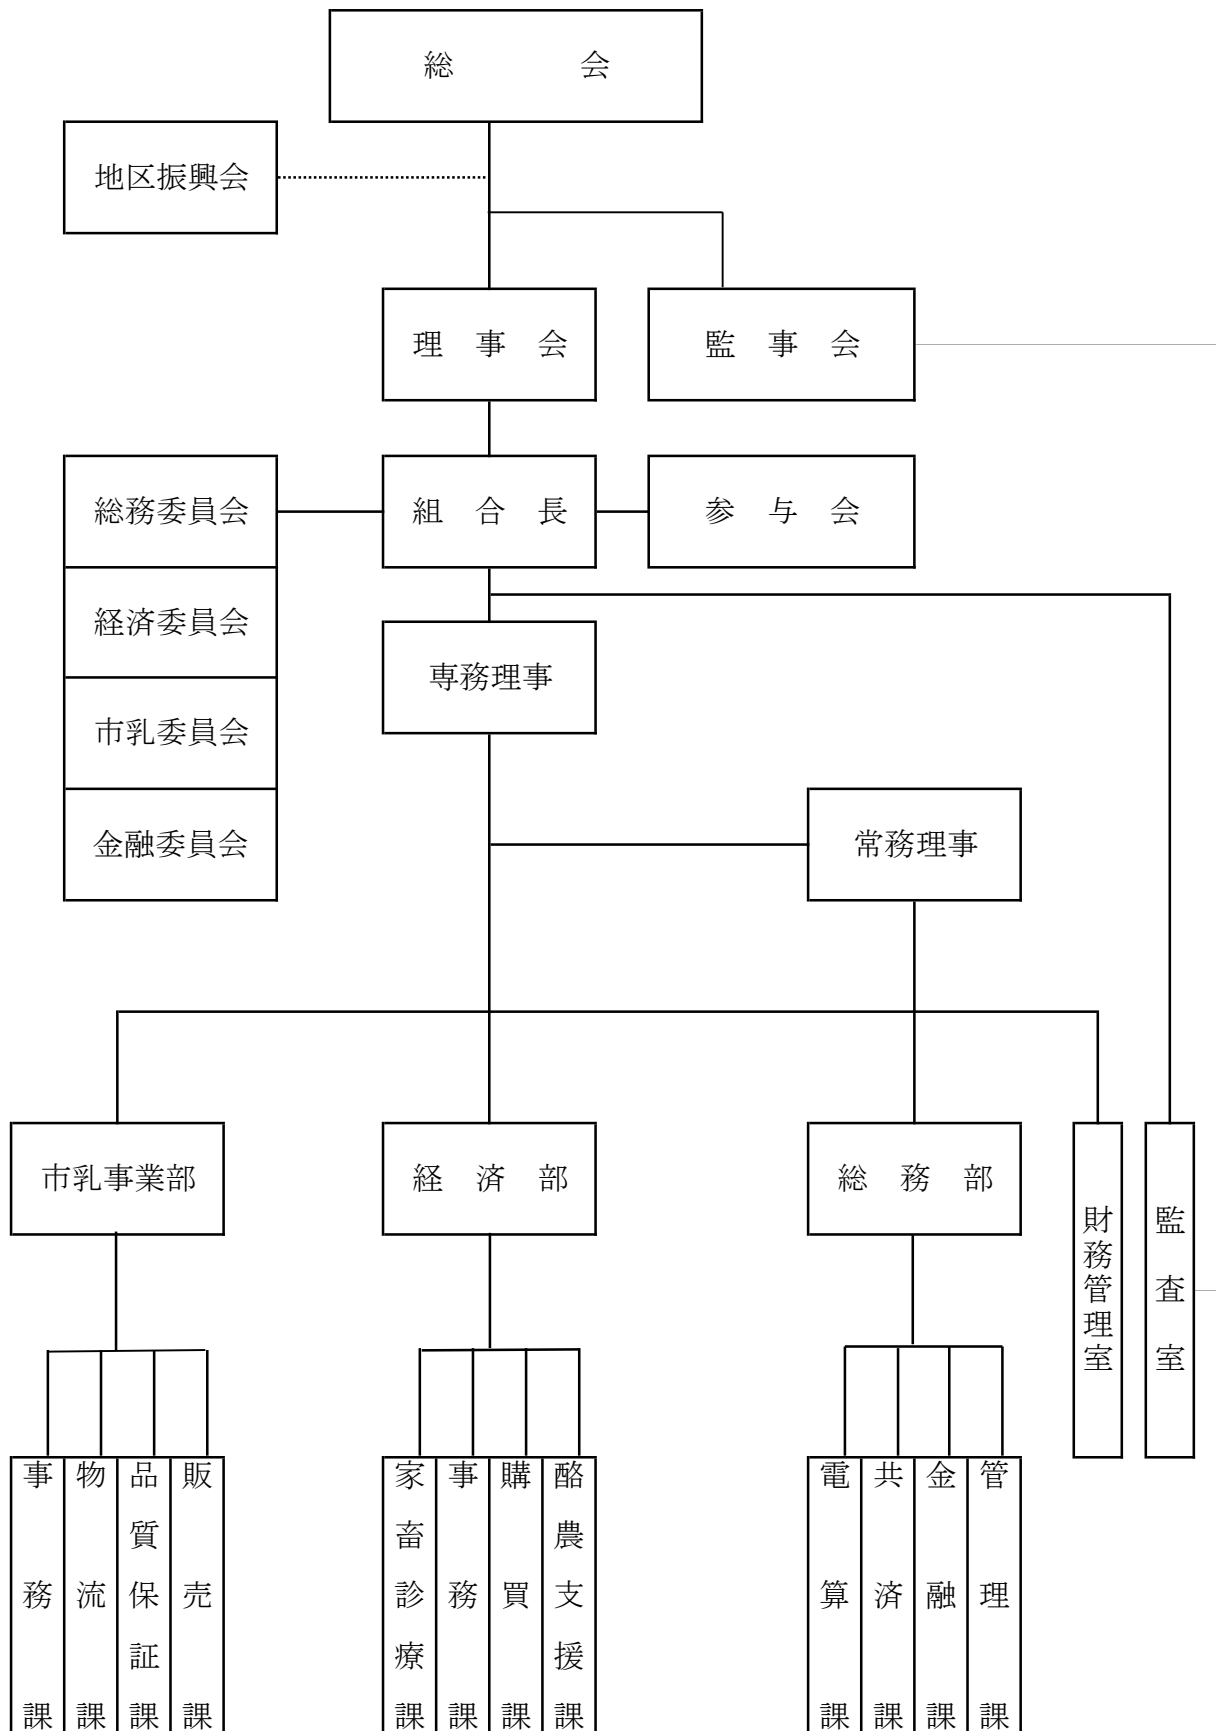 総会
地区振興会
理事会
監事会
総務委員会
組合長
参与会
経済委員会
専務理事
市乳委員会
金融委員会
常務理事
市乳事業部
経済部
総務部
財務管理室
監査室
事務課
物流課
品質保証課
販売課
家畜診療課
事務課
購買課
酪農支援課
電算課
共済課
金融課
管理課